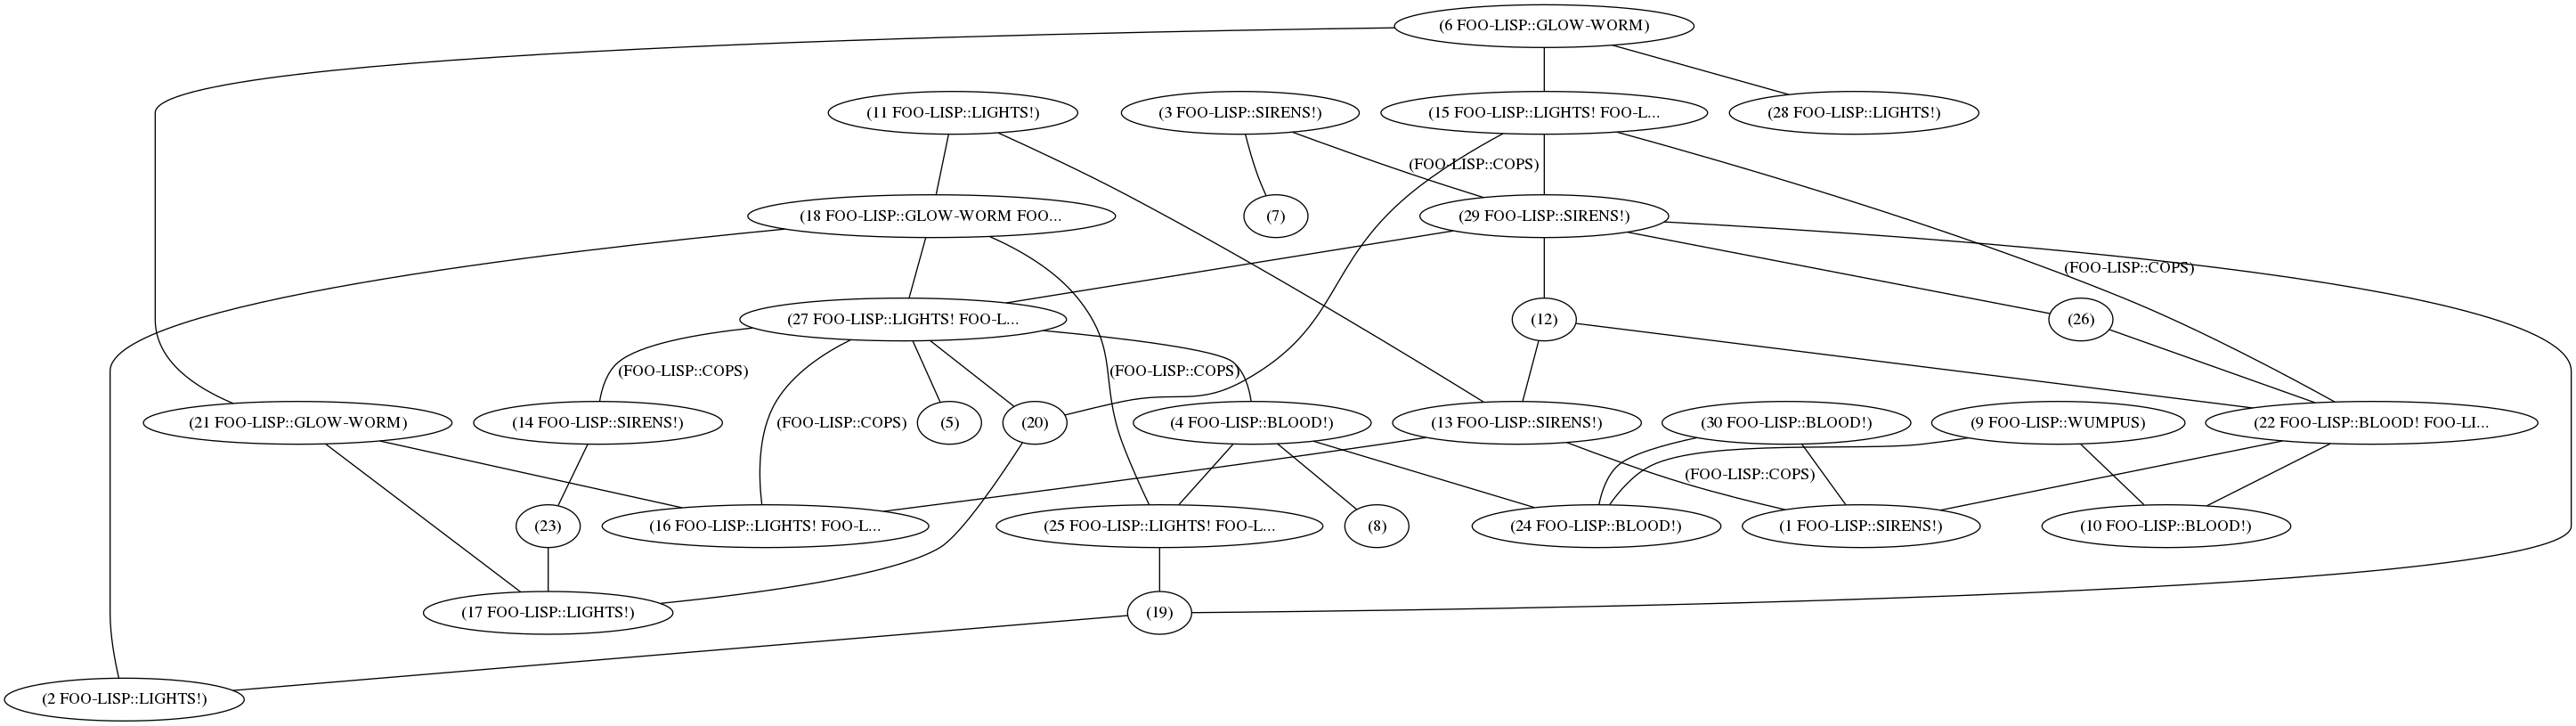 (6 FOO-LISP::GLOW-WORM)
(11 FOO-LISP::LIGHTS!)
(3 FOO-LISP::SIRENS!)
(15 FOO-LISP::LIGHTS! FOO-L...
(28 FOO-LISP::LIGHTS!)
(FOO-LISP::COPS)
(18 FOO-LISP::GLOW-WORM FOO...
(7)
(29 FOO-LISP::SIRENS!)
(FOO-LISP::COPS)
(27 FOO-LISP::LIGHTS! FOO-L...
(12)
(26)
(FOO-LISP::COPS)
(FOO-LISP::COPS)
(21 FOO-LISP::GLOW-WORM)
(14 FOO-LISP::SIRENS!)
(FOO-LISP::COPS)
(5)
(20)
(4 FOO-LISP::BLOOD!)
(13 FOO-LISP::SIRENS!)
(30 FOO-LISP::BLOOD!)
(9 FOO-LISP::WUMPUS)
(22 FOO-LISP::BLOOD! FOO-LI...
(FOO-LISP::COPS)
(23)
(16 FOO-LISP::LIGHTS! FOO-L...
(25 FOO-LISP::LIGHTS! FOO-L...
(8)
(24 FOO-LISP::BLOOD!)
(1 FOO-LISP::SIRENS!)
(10 FOO-LISP::BLOOD!)
(17 FOO-LISP::LIGHTS!)
(19)
(2 FOO-LISP::LIGHTS!)